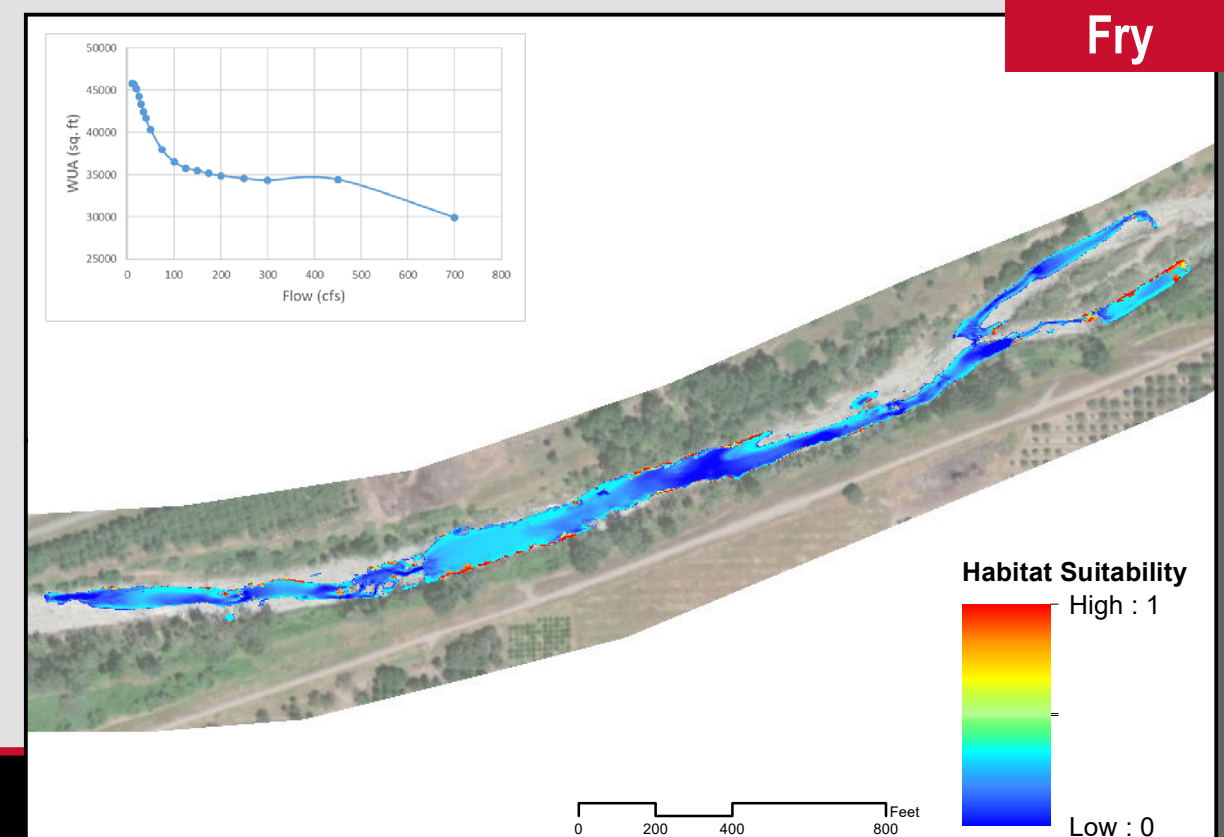 Fry
50000
45000
40000
35000
30000
25000
WUA (sq. ft)
0 100 200 300 400 500 600 700 800
Flow (cfs)
Habitat Suitability
High : 1
Low : 0
Feet
0 200 400 800